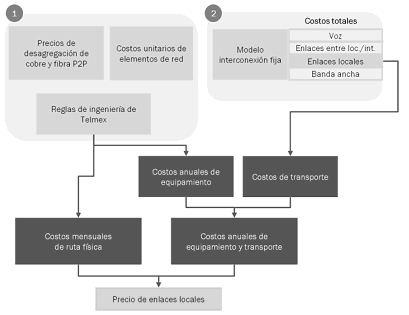 1
Precios de
desagregación de
cobre y fibra P2P
Costos unitarios de
elementos de red
Reglas de ingeniería de
Telmex
2
Costos totales
Modelo
interconexión fija
Voz
Enlaces entre loc./int.
Enlaces locales
Banda ancha
Costos anuales de
equipamiento
Costos de transporte
Costos mensuales
de ruta física
Costos anuales de
equipamiento y transporte
Precio de enlaces locales